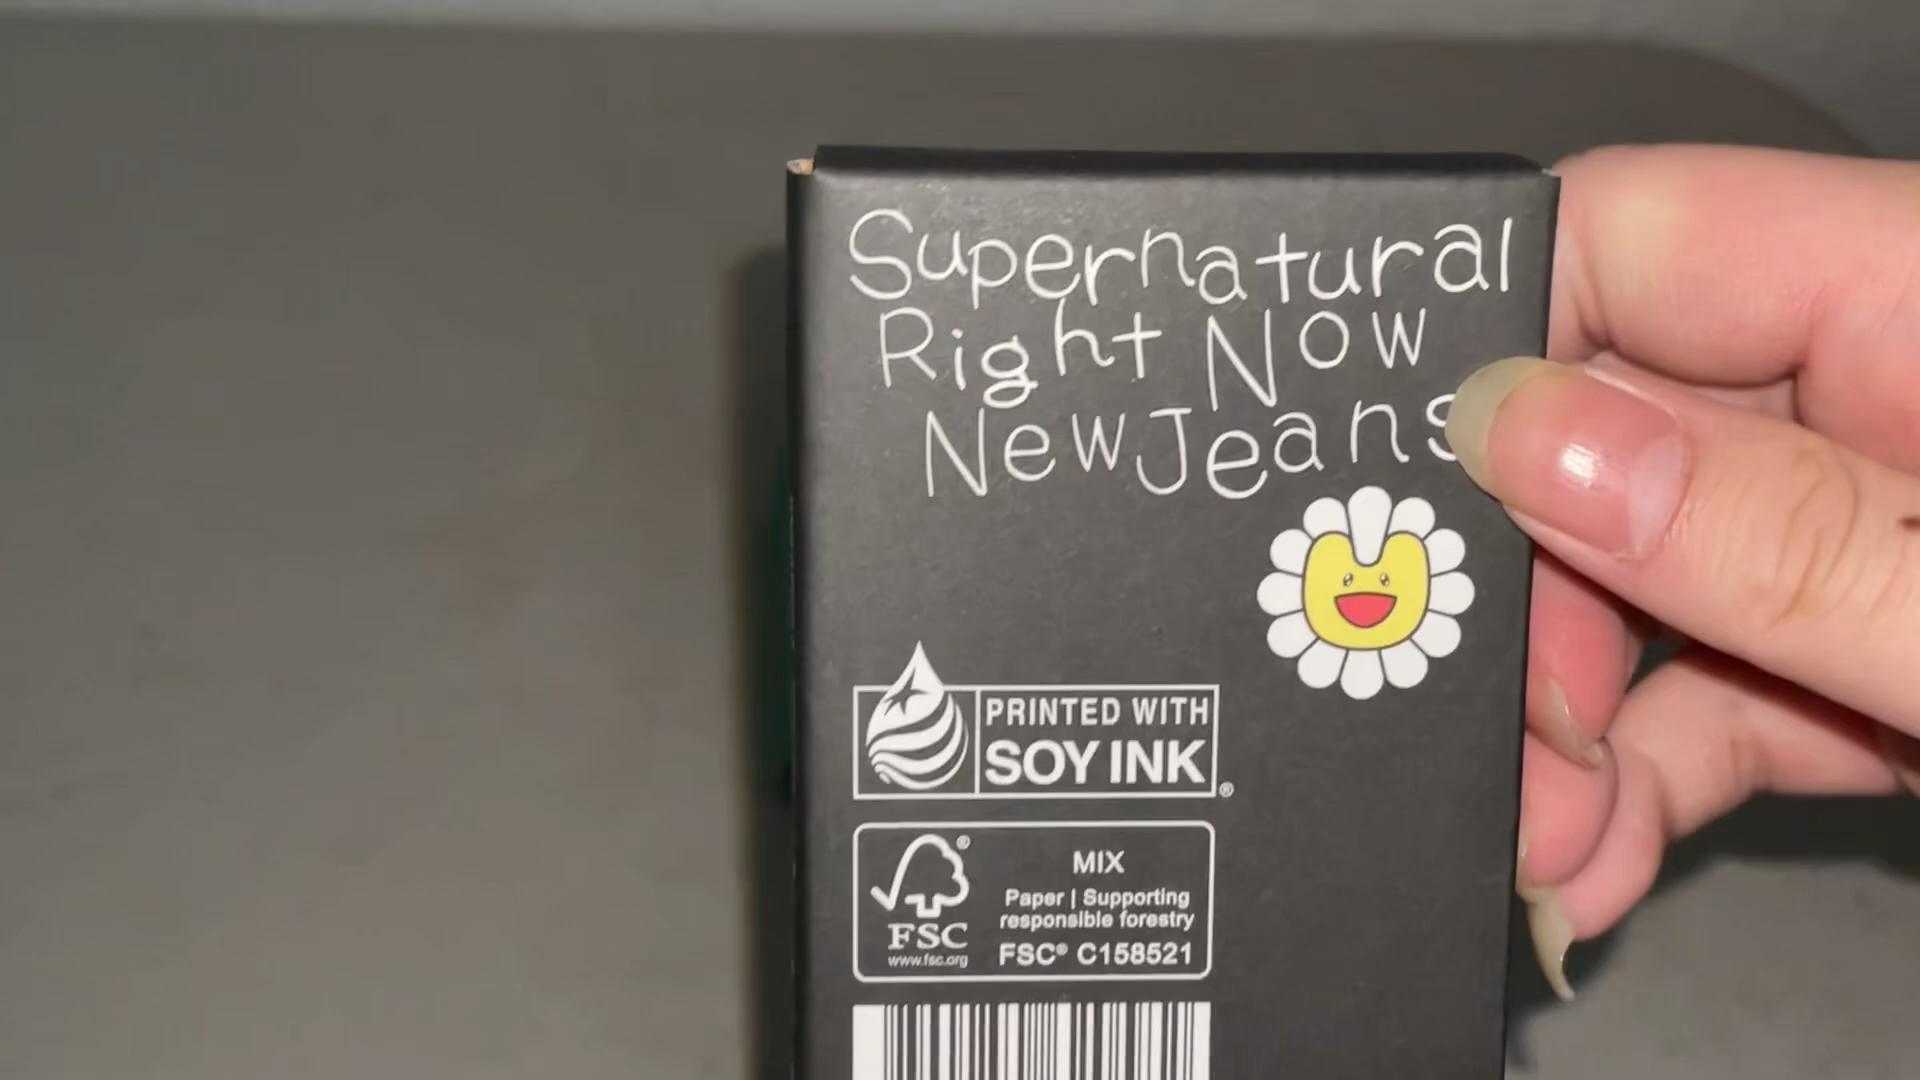 Supernatural
Right Now
NewJeans
PRINTED WITH
SOY INK
®
®
FSC
www.fsc.org
MIX
Paper | Supporting
responsible forestry
FSC® C158521